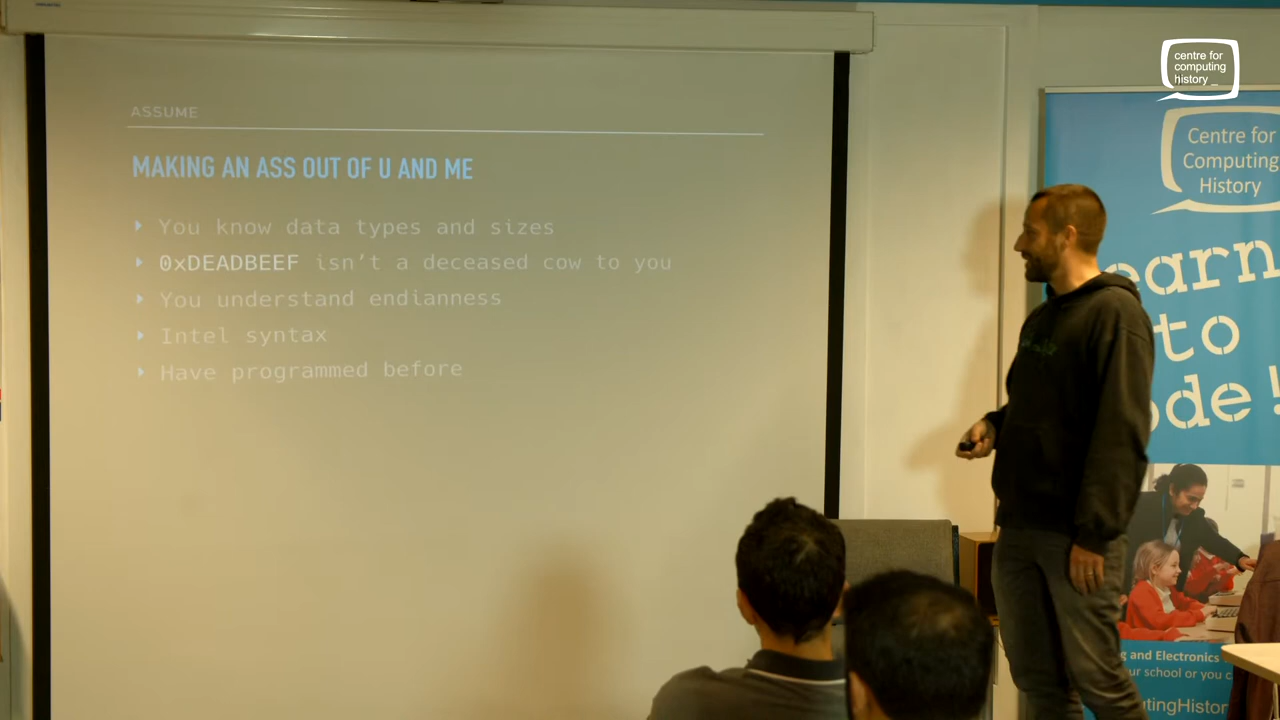 ASSUME
MAKING AN ASS OUT OF U AND ME
You know data types and sizes
0xDEADBEEF isn't a deceased cow to you
You understand endianness
Intel syntax
Have programmed before
centre for
computing
history _
Centre for
Computing
History
earn
to
ode!
g and Electronics
ur school or you c
utingHistor